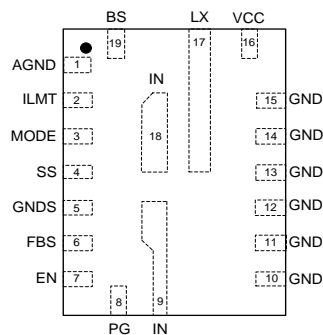 BS LX VCC
19 17 16
AGND 1
IN
ILMT 2 15 GND
MODE 3 18 14 GND
SS 4 13 GND
GNDS 5 12 GND
FBS 6 11 GND
EN 7 10 GND
8 9
PG IN